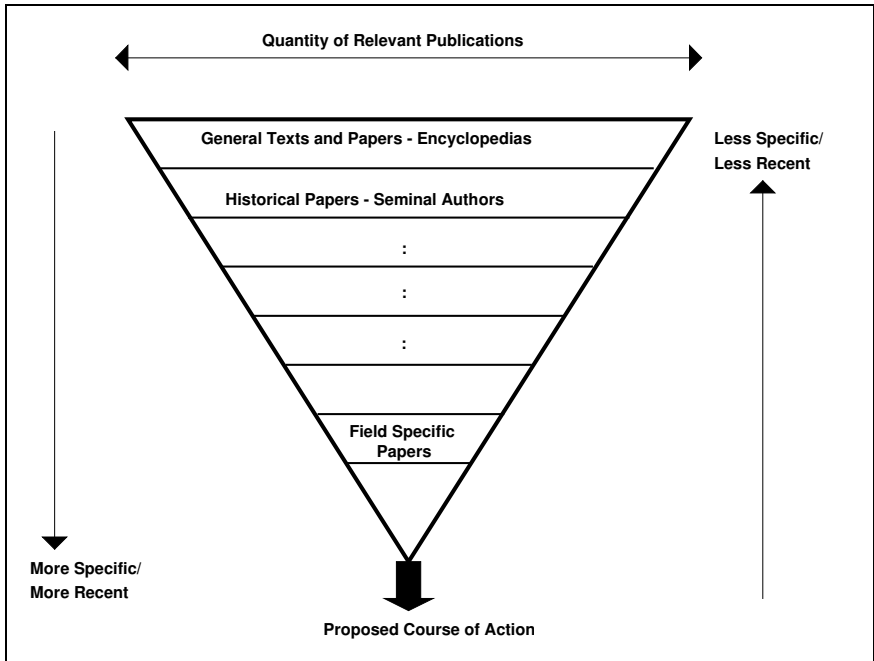 Quantity of Relevant Publications
General Texts and Papers - Encyclopedias
Less Specific/
Less Recent
Historical Papers - Seminal Authors
:
:
:
Field Specific
Papers
More Specific/
More Recent
Proposed Course of Action